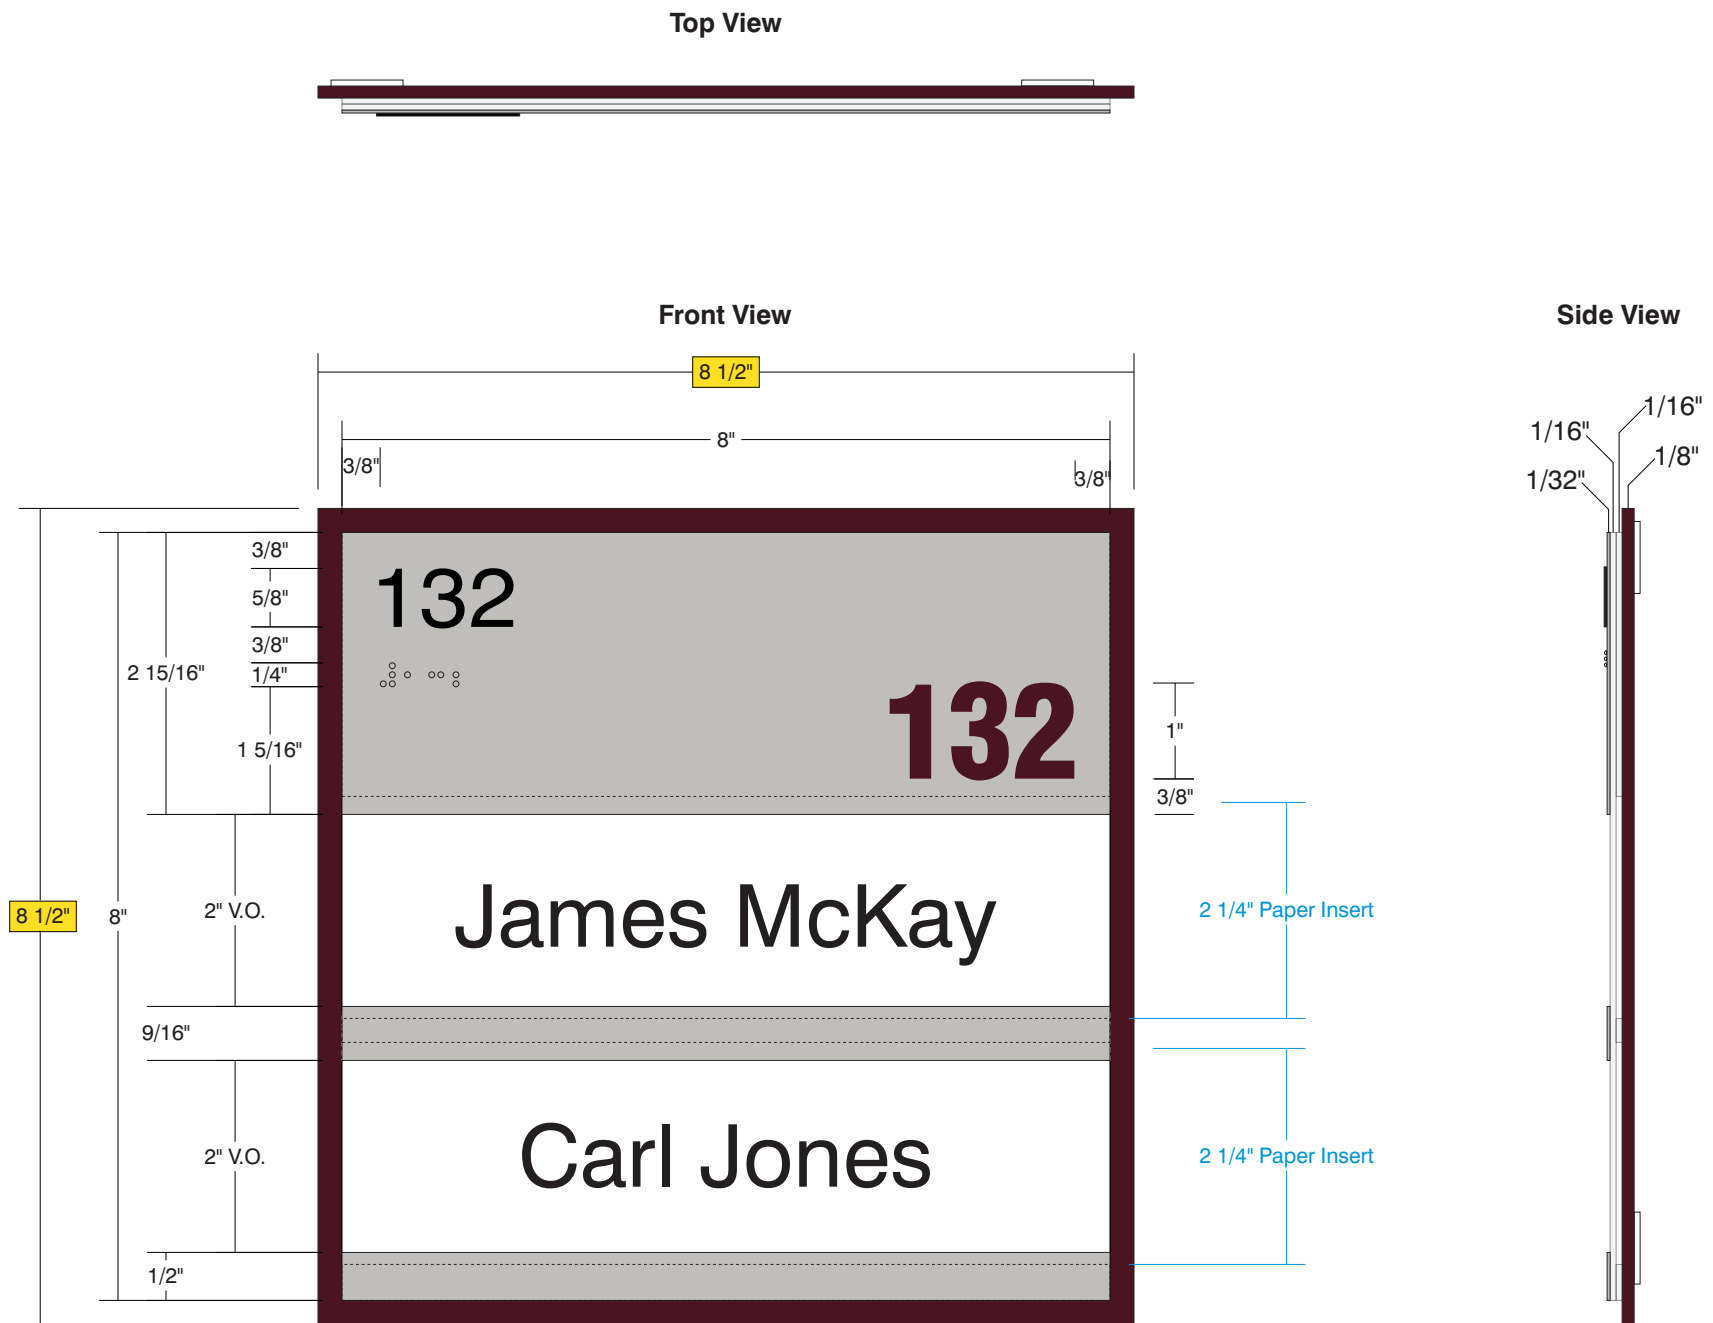 Top View
Front View
Side View
8 1/2"
8"
3/8"
3/8"
1/16"
1/16"
1/8"
1/32"
3/8"
5/8"
3/8"
1/4"
2 15/16"
1 5/16"
132
⠼⠁⠉⠃
132
1"
3/8"
8 1/2"
8"
2" V.O.
James McKay
2 1/4" Paper Insert
9/16"
2" V.O.
Carl Jones
2 1/4" Paper Insert
1/2"